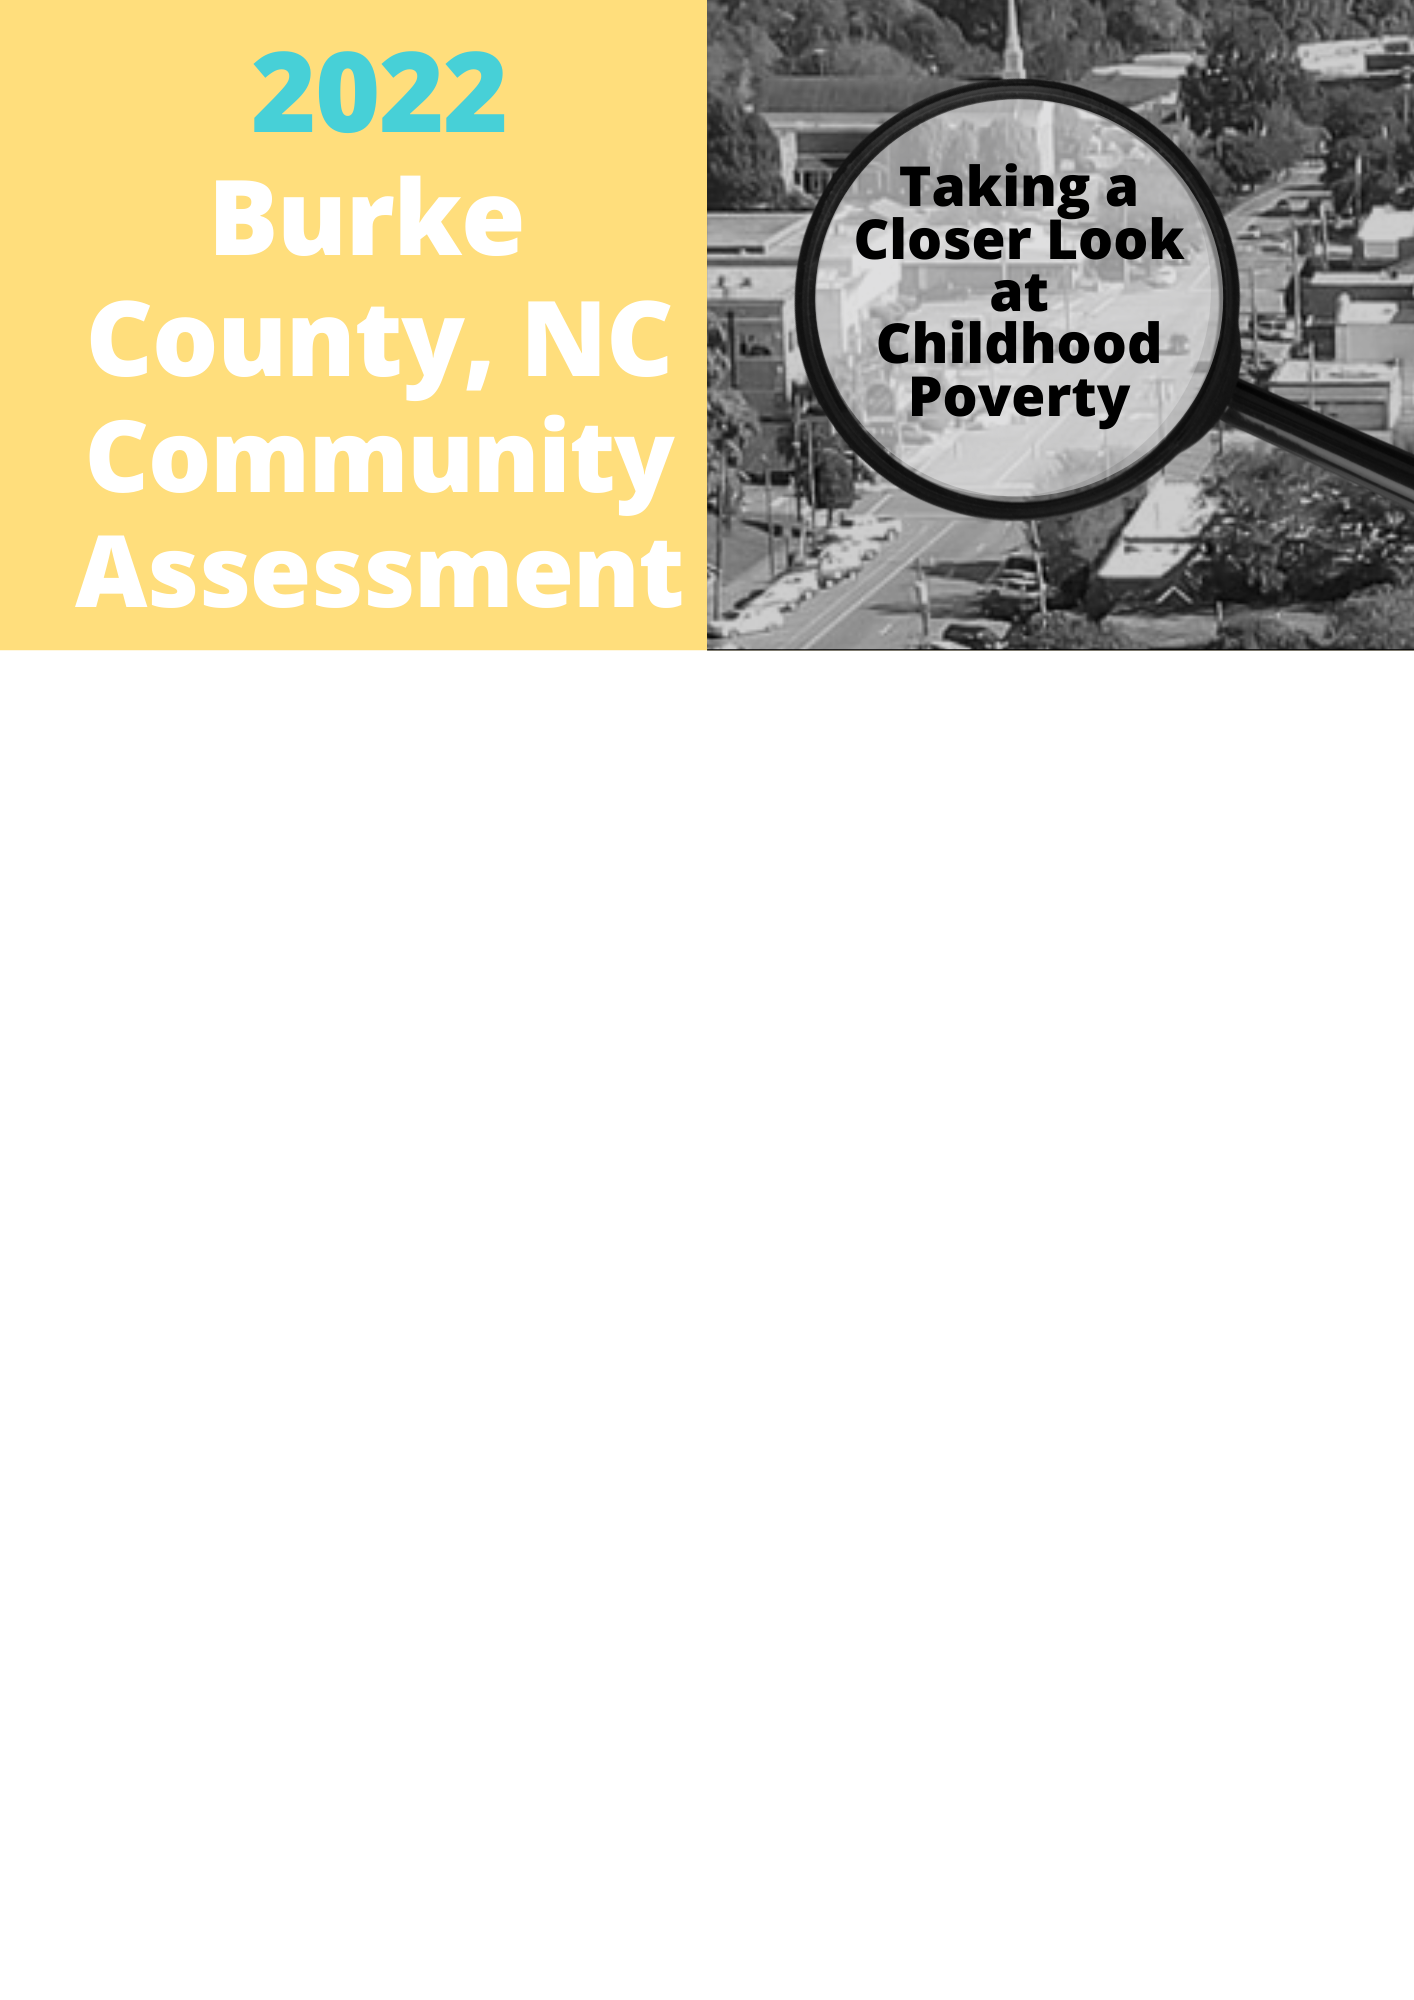 2022
Burke
County, NC
Community
Assessment
Taking a
Closer Look
at
Childhood
Poverty